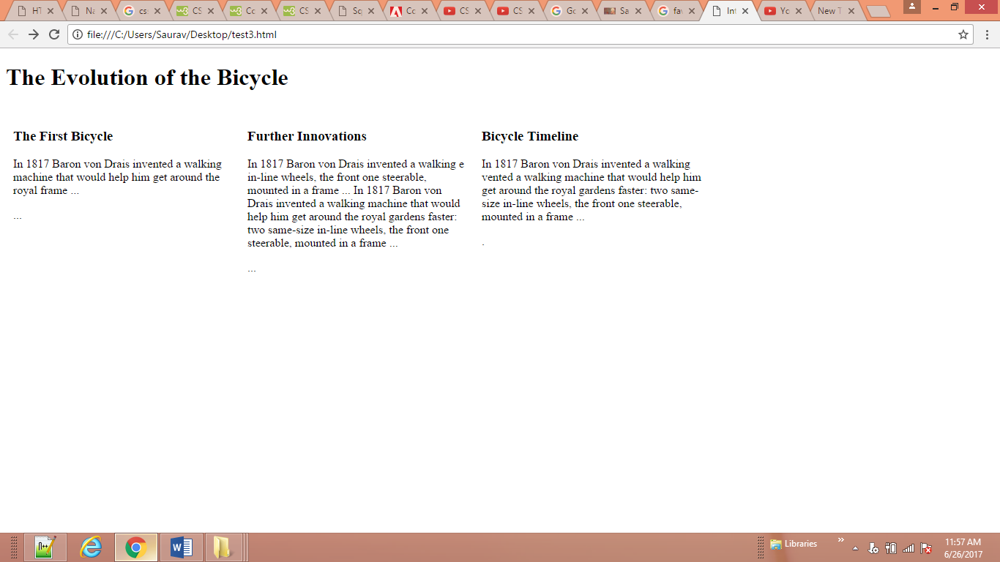 HT
Na
cs
CS
Cc
CS
Sq
Cc
CS
CS
Gc
Sa
fav
Int
Yc
New T
file:///C:/Users/Saurav/Desktop/test3.html
The Evolution of the Bicycle
The First Bicycle
In 1817 Baron von Drais invented a walking
machine that would help him get around the
royal frame ...
...
Further Innovations
In 1817 Baron von Drais invented a walking e
in-line wheels, the front one steerable,
mounted in a frame ... In 1817 Baron von
Drais invented a walking machine that would
help him get around the royal gardens faster:
two same-size in-line wheels, the front one
steerable, mounted in a frame ...
...
Bicycle Timeline
In 1817 Baron von Drais invented a walking
vented a walking machine that would help him
get around the royal gardens faster: two same-
size in-line wheels, the front one steerable,
mounted in a frame ...
.
Libraries
11:57 AM
6/26/2017